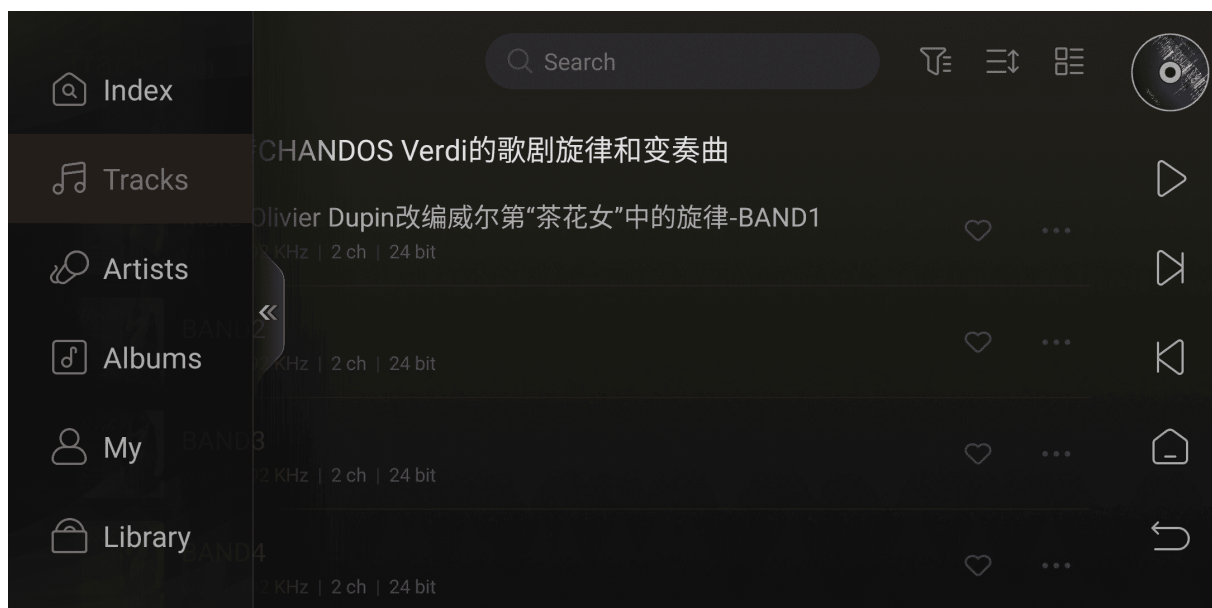 Search
Index
Tracks
Artists
Albums
My
Library
CHANDOS Verdi的歌剧旋律和变奏曲
Olivier Dupin改编威尔第“茶花女”中的旋律-BAND1
2 KHz | 2 ch | 24 bit
BAND2
KHz | 2 ch | 24 bit
BAND3
2 KHz | 2 ch | 24 bit
BAND4
2 KHz | 2 ch | 24 bit